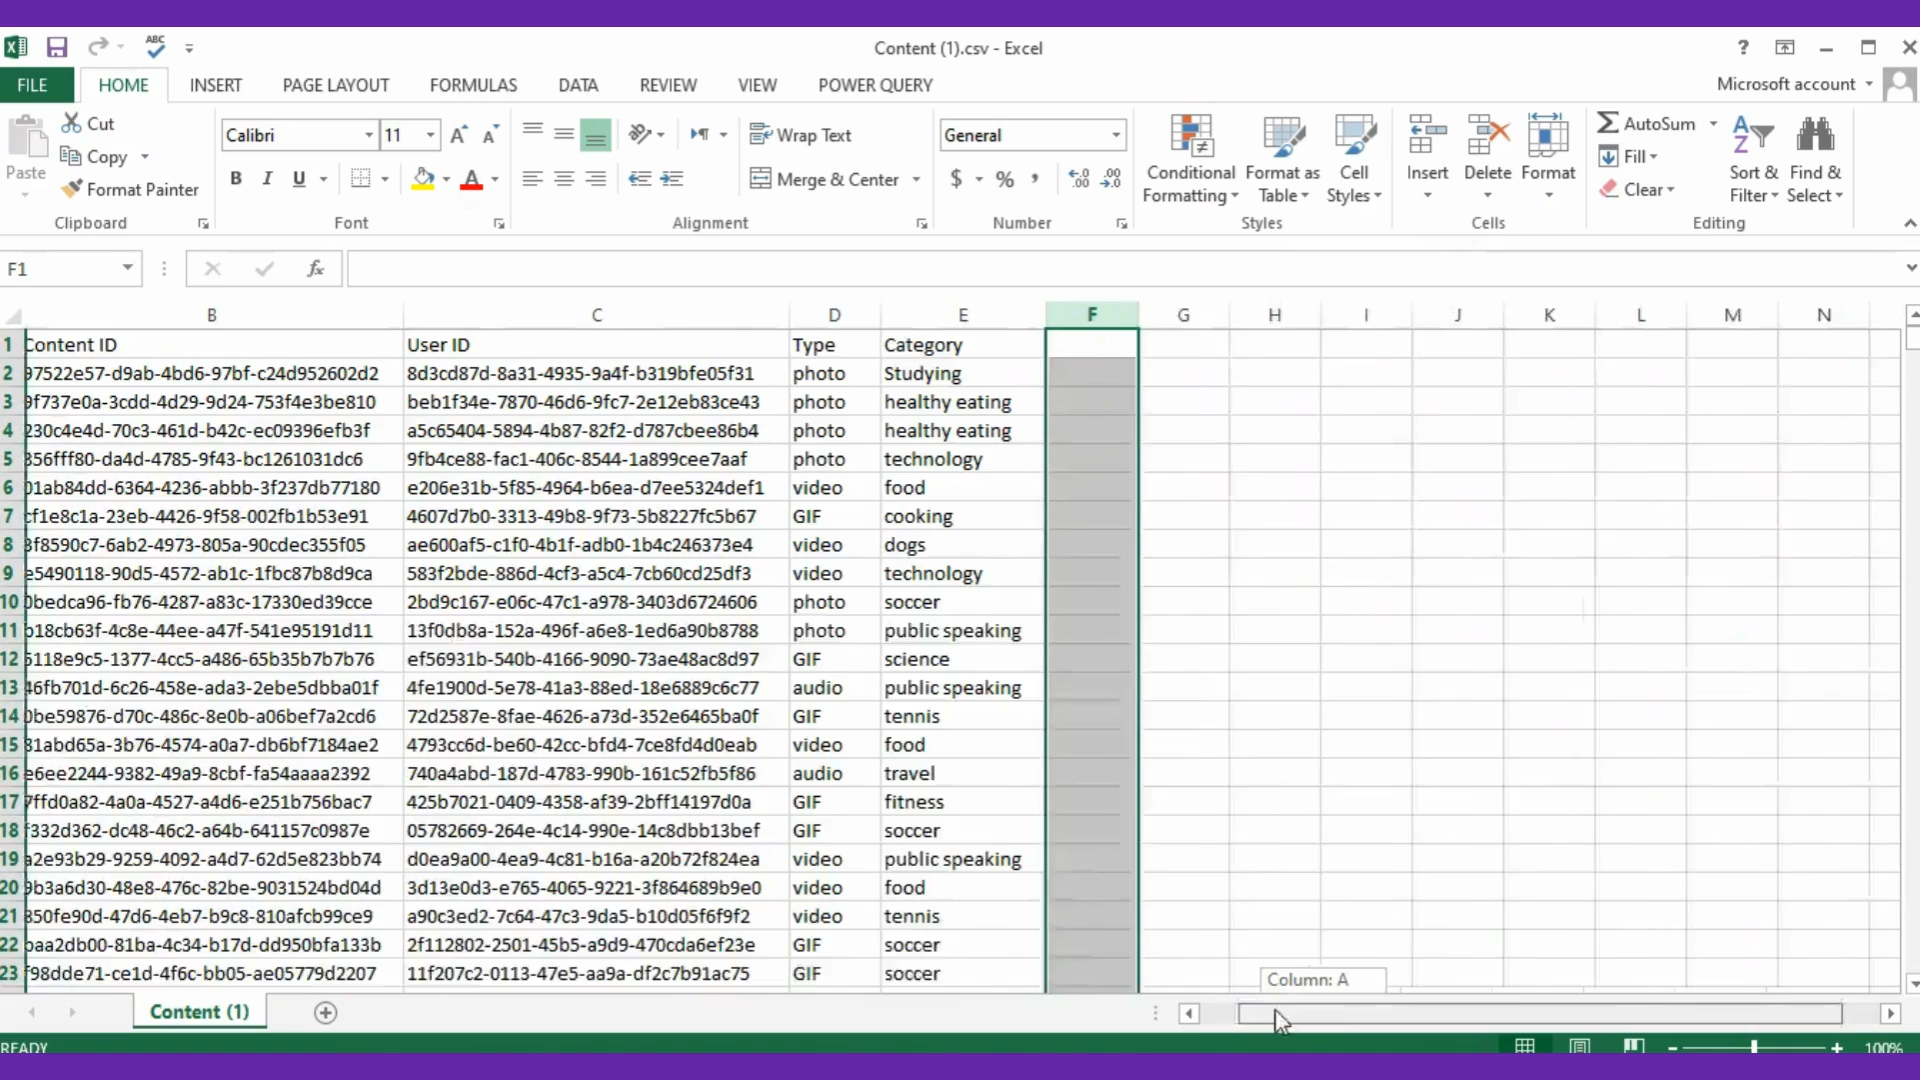 ABC
Content (1).csv - Excel
?
FILE HOME INSERT PAGE LAYOUT FORMULAS DATA REVIEW VIEW POWER QUERY
Microsoft account
Paste
Cut
Copy
Format Painter
Clipboard
Calibri 11
B I U
Font
Wrap Text
Merge & Center
Alignment
General
$ % ,
Number
Conditional Formatting
Format as Table
Cell Styles
Styles
Insert
Delete
Format
Cells
AutoSum
Fill
Clear
Sort & Filter
Find & Select
Editing
F1
fx
B C D E F G H I J K L M N
1 Content ID User ID Type Category
2 97522e57-d9ab-4bd6-97bf-c24d952602d2 8d3cd87d-8a31-4935-9a4f-b319bfe05f31 photo Studying
3 9f737e0a-3cdd-4d29-9d24-753f4e3be810 beb1f34e-7870-46d6-9fc7-2e12eb83ce43 photo healthy eating
4 230c4e4d-70c3-461d-b42c-ec09396efb3f a5c65404-5894-4b87-82f2-d787cbee86b4 photo healthy eating
5 356fff80-da4d-4785-9f43-bc1261031dc6 9fb4ce88-fac1-406c-8544-1a899cee7aaf photo technology
6 01ab84dd-6364-4236-abbb-3f237db77180 e206e31b-5f85-4964-b6ea-d7ee5324def1 video food
7 cf1e8c1a-23eb-4426-9f58-002fb1b53e91 4607d7b0-3313-49b8-9f73-5b8227fc5b67 GIF cooking
8 3f8590c7-6ab2-4973-805a-90cdec355f05 ae600af5-c1f0-4b1f-adb0-1b4c246373e4 video dogs
9 e5490118-90d5-4572-ab1c-1fbc87b8d9ca 583f2bde-886d-4cf3-a5c4-7cb60cd25df3 video technology
10 0bedca96-fb76-4287-a83c-17330ed39cce 2bd9c167-e06c-47c1-a978-3403d6724606 photo soccer
11 b18cb63f-4c8e-44ee-a47f-541e95191d11 13f0db8a-152a-496f-a6e8-1ed6a90b8788 photo public speaking
12 5118e9c5-1377-4cc5-a486-65b35b7b7b76 ef56931b-540b-4166-9090-73ae48ac8d97 GIF science
13 46fb701d-6c26-458e-ada3-2ebe5dbba01f 4fe1900d-5e78-41a3-88ed-18e6889c6c77 audio public speaking
14 0be59876-d70c-486c-8e0b-a06bef7a2cd6 72d2587e-8fae-4626-a73d-352e6465ba0f GIF tennis
15 81abd65a-3b76-4574-a0a7-db6bf7184ae2 4793cc6d-be60-42cc-bfd4-7ce8fd4d0eab video food
16 e6ee2244-9382-49a9-8cbf-fa54aaaa2392 740a4abd-187d-4783-990b-161c52fb5f86 audio travel
17 7ffd0a82-4a0a-4527-a4d6-e251b756bac7 425b7021-0409-4358-af39-2bff14197d0a GIF fitness
18 f332d362-dc48-46c2-a64b-641157c0987e 05782669-264e-4c14-990e-14c8dbb13bef GIF soccer
19 a2e93b29-9259-4092-a4d7-62d5e823bb74 d0ea9a00-4ea9-4c81-b16a-a20b72f824ea video public speaking
20 9b3a6d30-48e8-476c-82be-9031524bd04d 3d13e0d3-e765-4065-9221-3f864689b9e0 video food
21 850fe90d-47d6-4eb7-b9c8-810afcb99ce9 a90c3ed2-7c64-47c3-9da5-b10d05f6f9f2 video tennis
22 baa2db00-81ba-4c34-b17d-dd950bfa133b 2f112802-2501-45b5-a9d9-470cda6ef23e GIF soccer
23 f98dde71-ce1d-4f6c-bb05-ae05779d2207 11f207c2-0113-47e5-aa9a-df2c7b91ac75 GIF soccer
Column: A
Content (1)
READY
100%